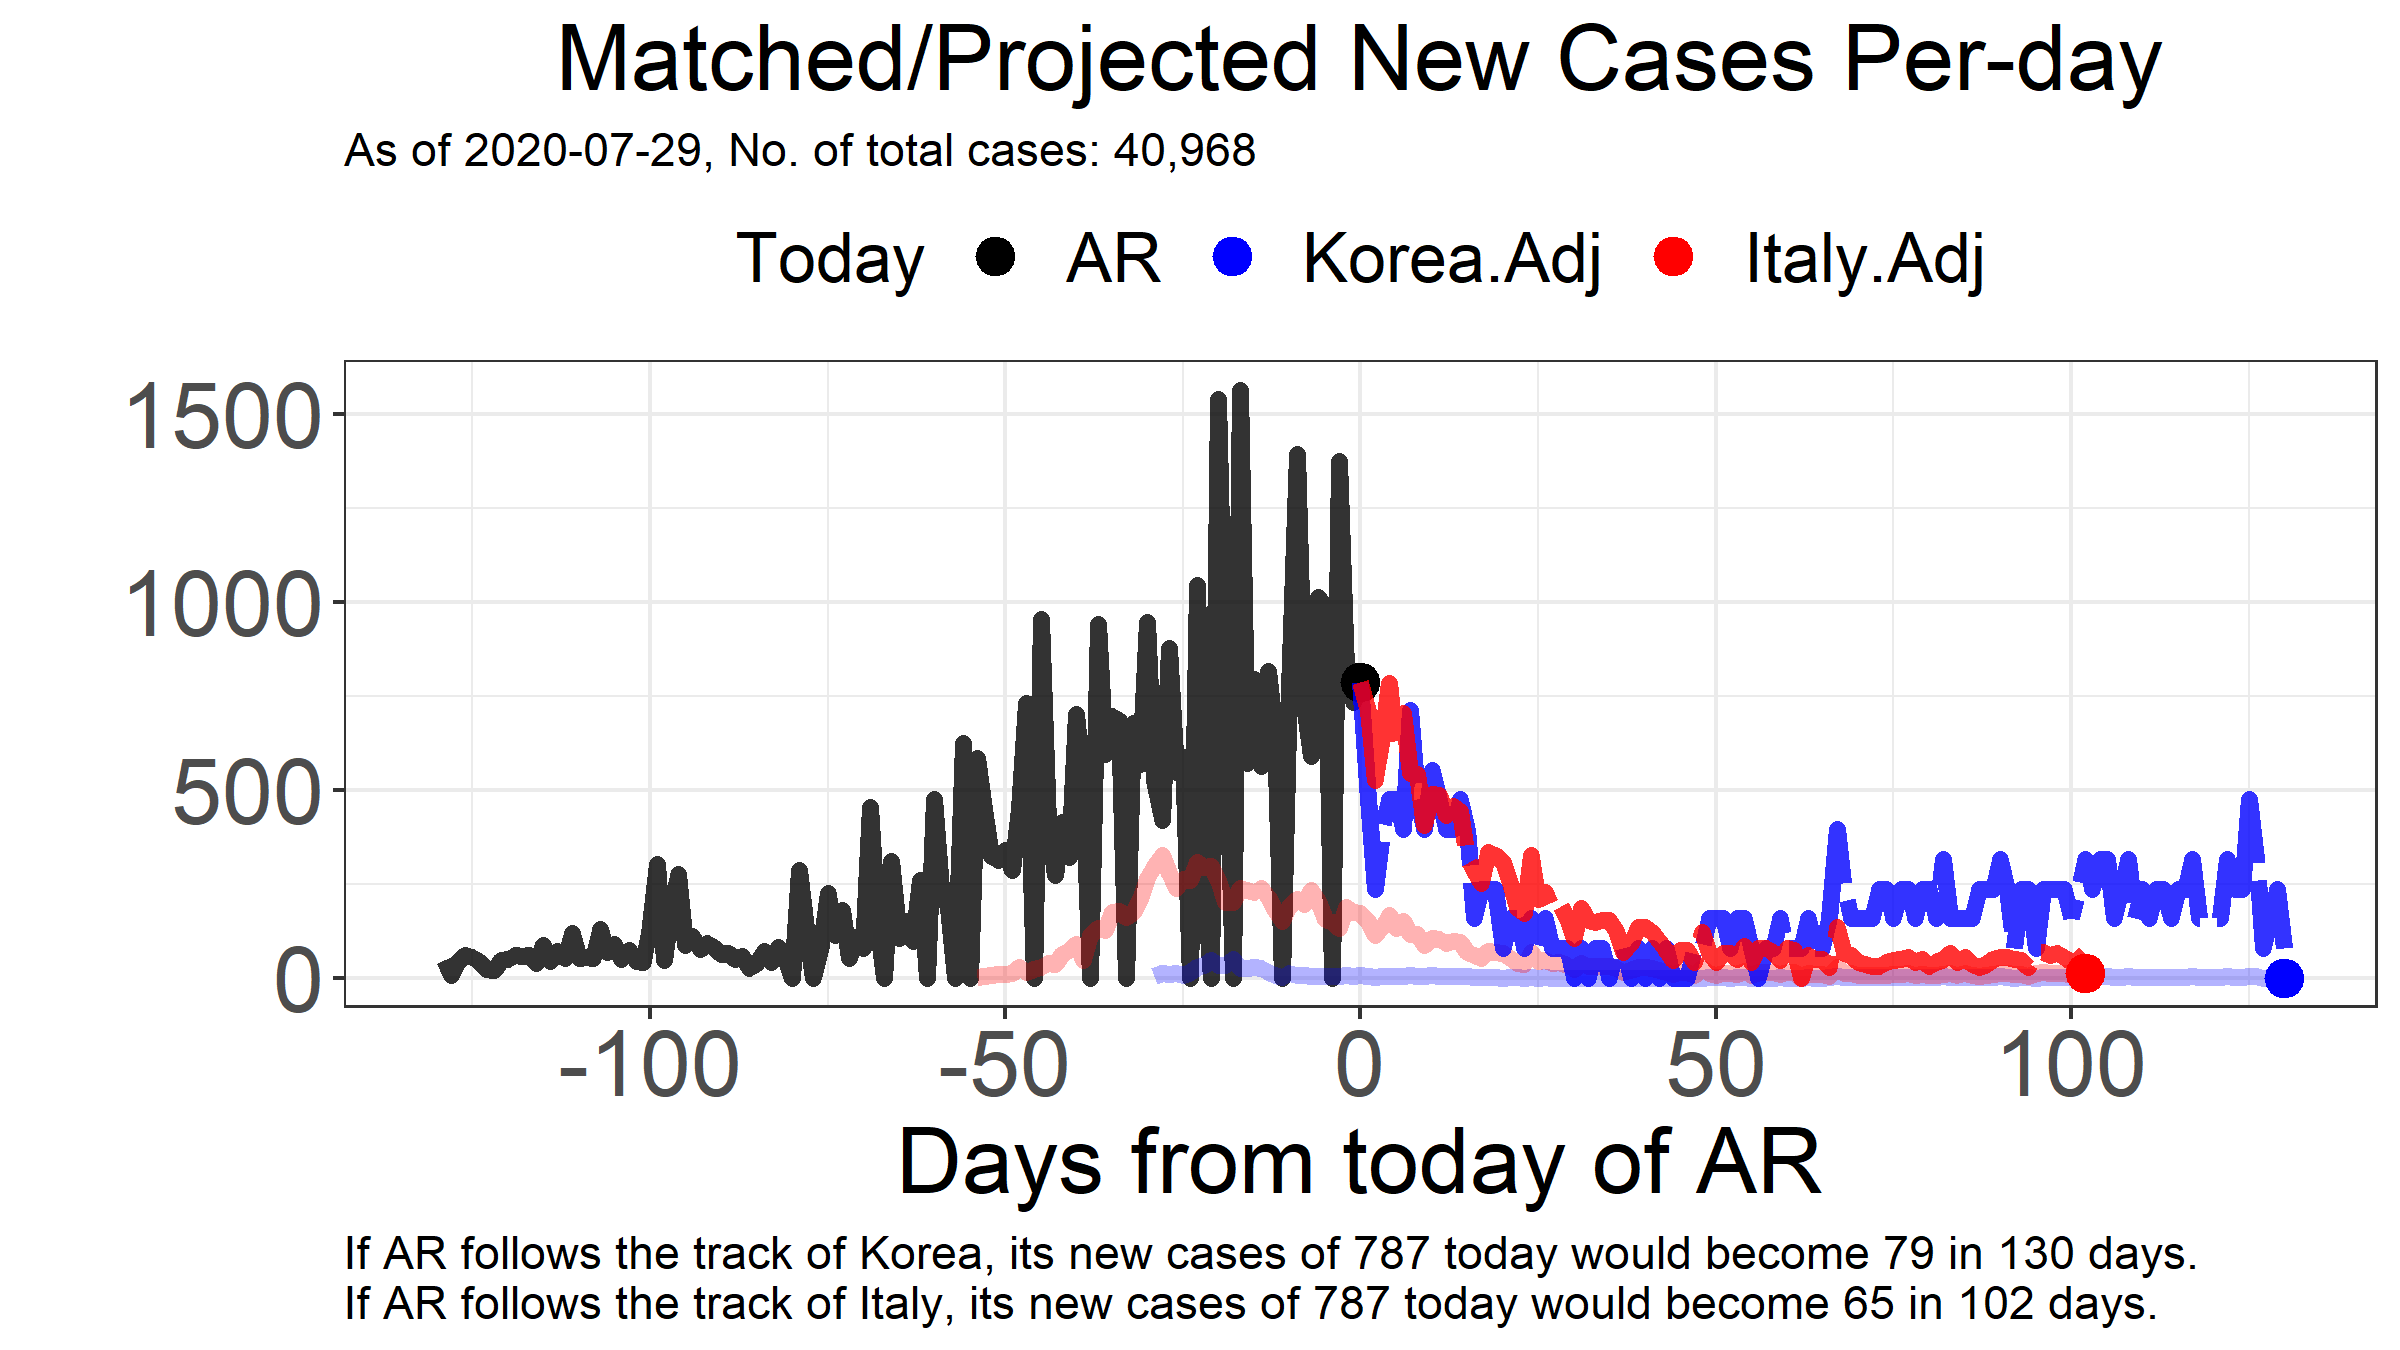 Matched/Projected New Cases Per-day
As of 2020-07-29, No. of total cases: 40,968
Today AR Korea.Adj Italy.Adj
1500
1000
500
0
-100 -50 0 50 100
Days from today of AR
If AR follows the track of Korea, its new cases of 787 today would become 79 in 130 days.
If AR follows the track of Italy, its new cases of 787 today would become 65 in 102 days.